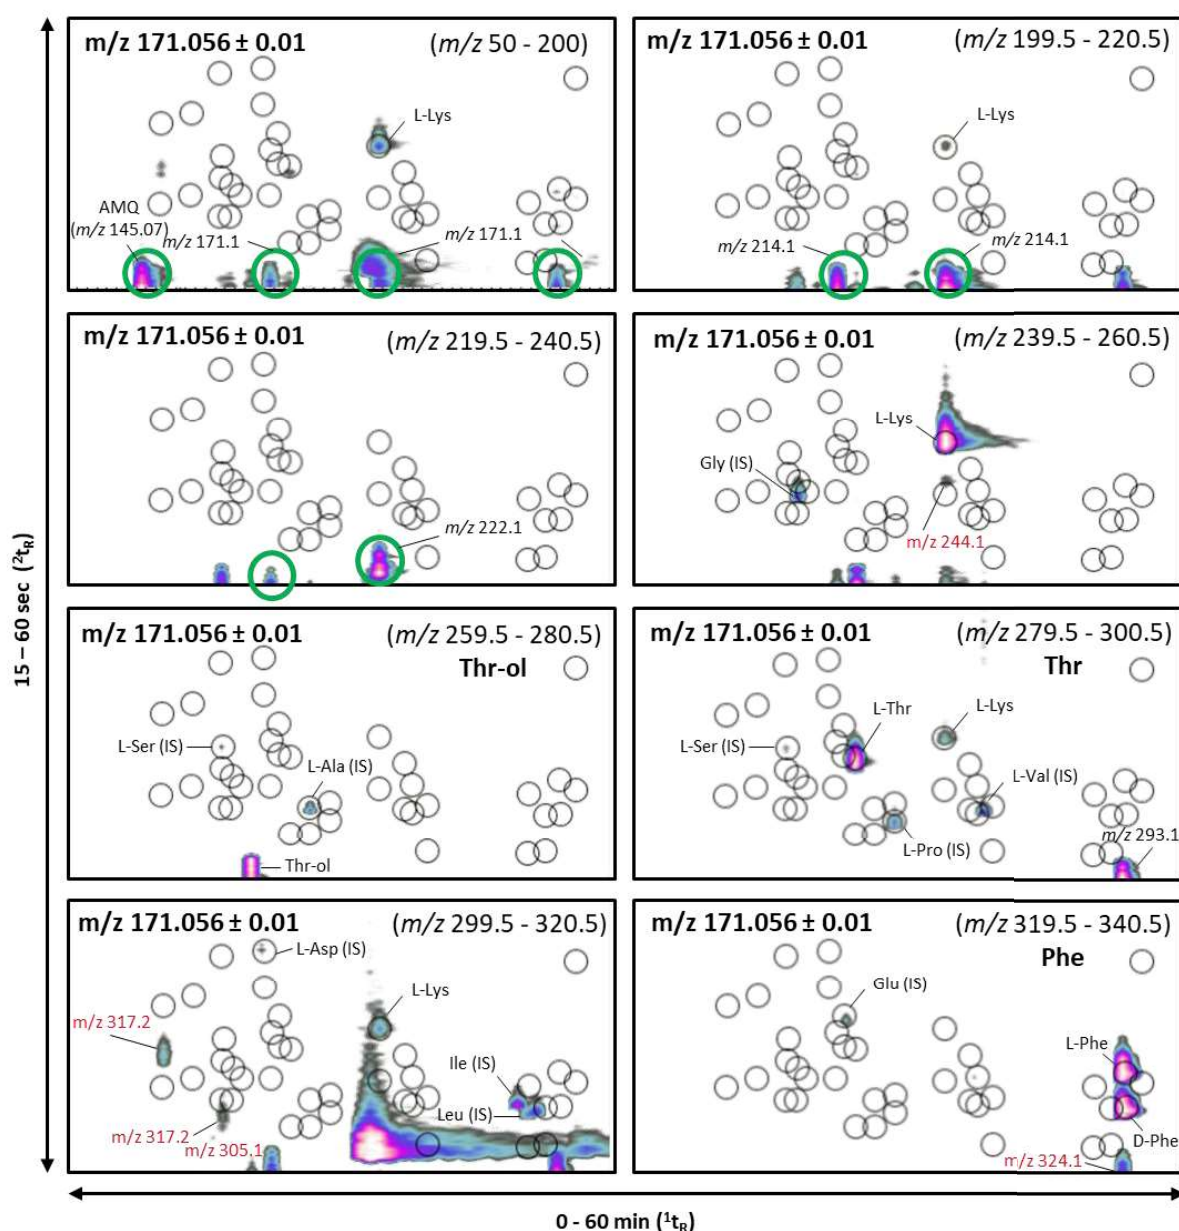 15 – 60 sec (²tR)
m/z 171.056 ± 0.01 (m/z 50 - 200)
L-Lys
AMQ
(m/z 145.07)
m/z 171.1
m/z 171.1
m/z 171.056 ± 0.01 (m/z 199.5 - 220.5)
L-Lys
m/z 214.1
m/z 214.1
m/z 171.056 ± 0.01 (m/z 219.5 - 240.5)
m/z 222.1
m/z 171.056 ± 0.01 (m/z 239.5 - 260.5)
L-Lys
Gly (IS)
m/z 244.1
m/z 171.056 ± 0.01 (m/z 259.5 - 280.5)
Thr-ol
L-Ser (IS)
L-Ala (IS)
Thr-ol
m/z 171.056 ± 0.01 (m/z 279.5 - 300.5)
Thr
L-Thr
L-Lys
L-Ser (IS)
L-Val (IS)
L-Pro (IS)
m/z 293.1
m/z 171.056 ± 0.01 (m/z 299.5 - 320.5)
L-Asp (IS)
L-Lys
m/z 317.2
Ile (IS)
Leu (IS)
m/z 317.2
m/z 305.1
m/z 171.056 ± 0.01 (m/z 319.5 - 340.5)
Phe
Glu (IS)
L-Phe
D-Phe
m/z 324.1
0 - 60 min (¹tR)